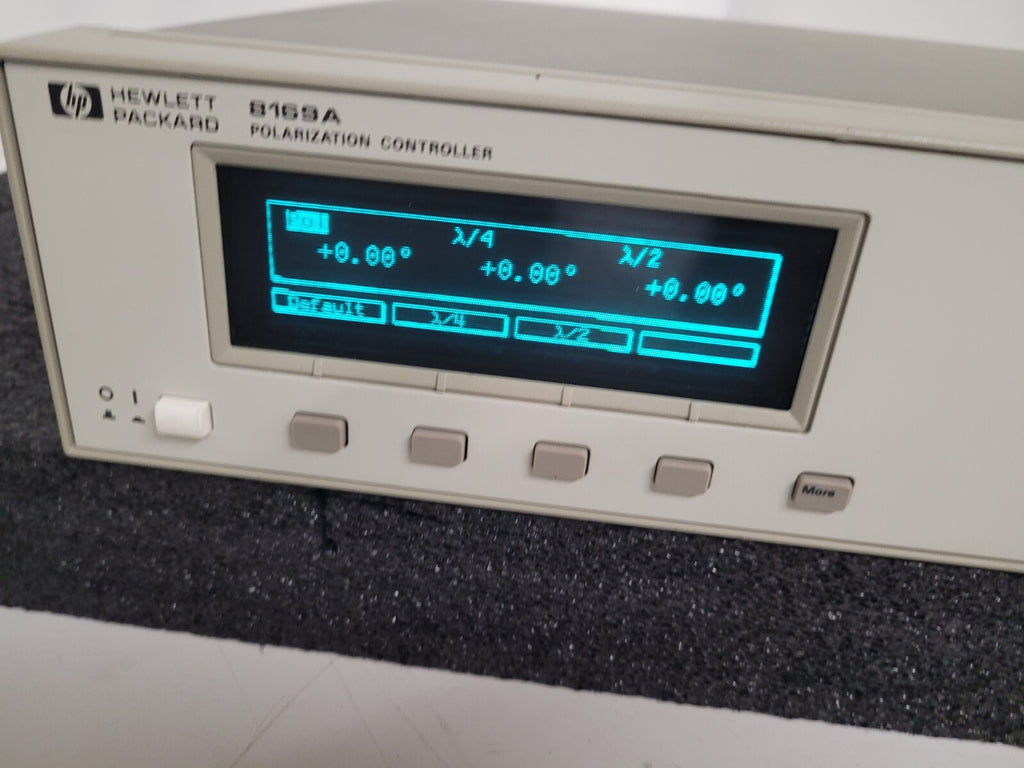 hp HEWLETT PACKARD
8169A
POLARIZATION CONTROLLER
Pol λ/4 λ/2
+0.00° +0.00° +0.00°
Default λ/4 λ/2
O I
More